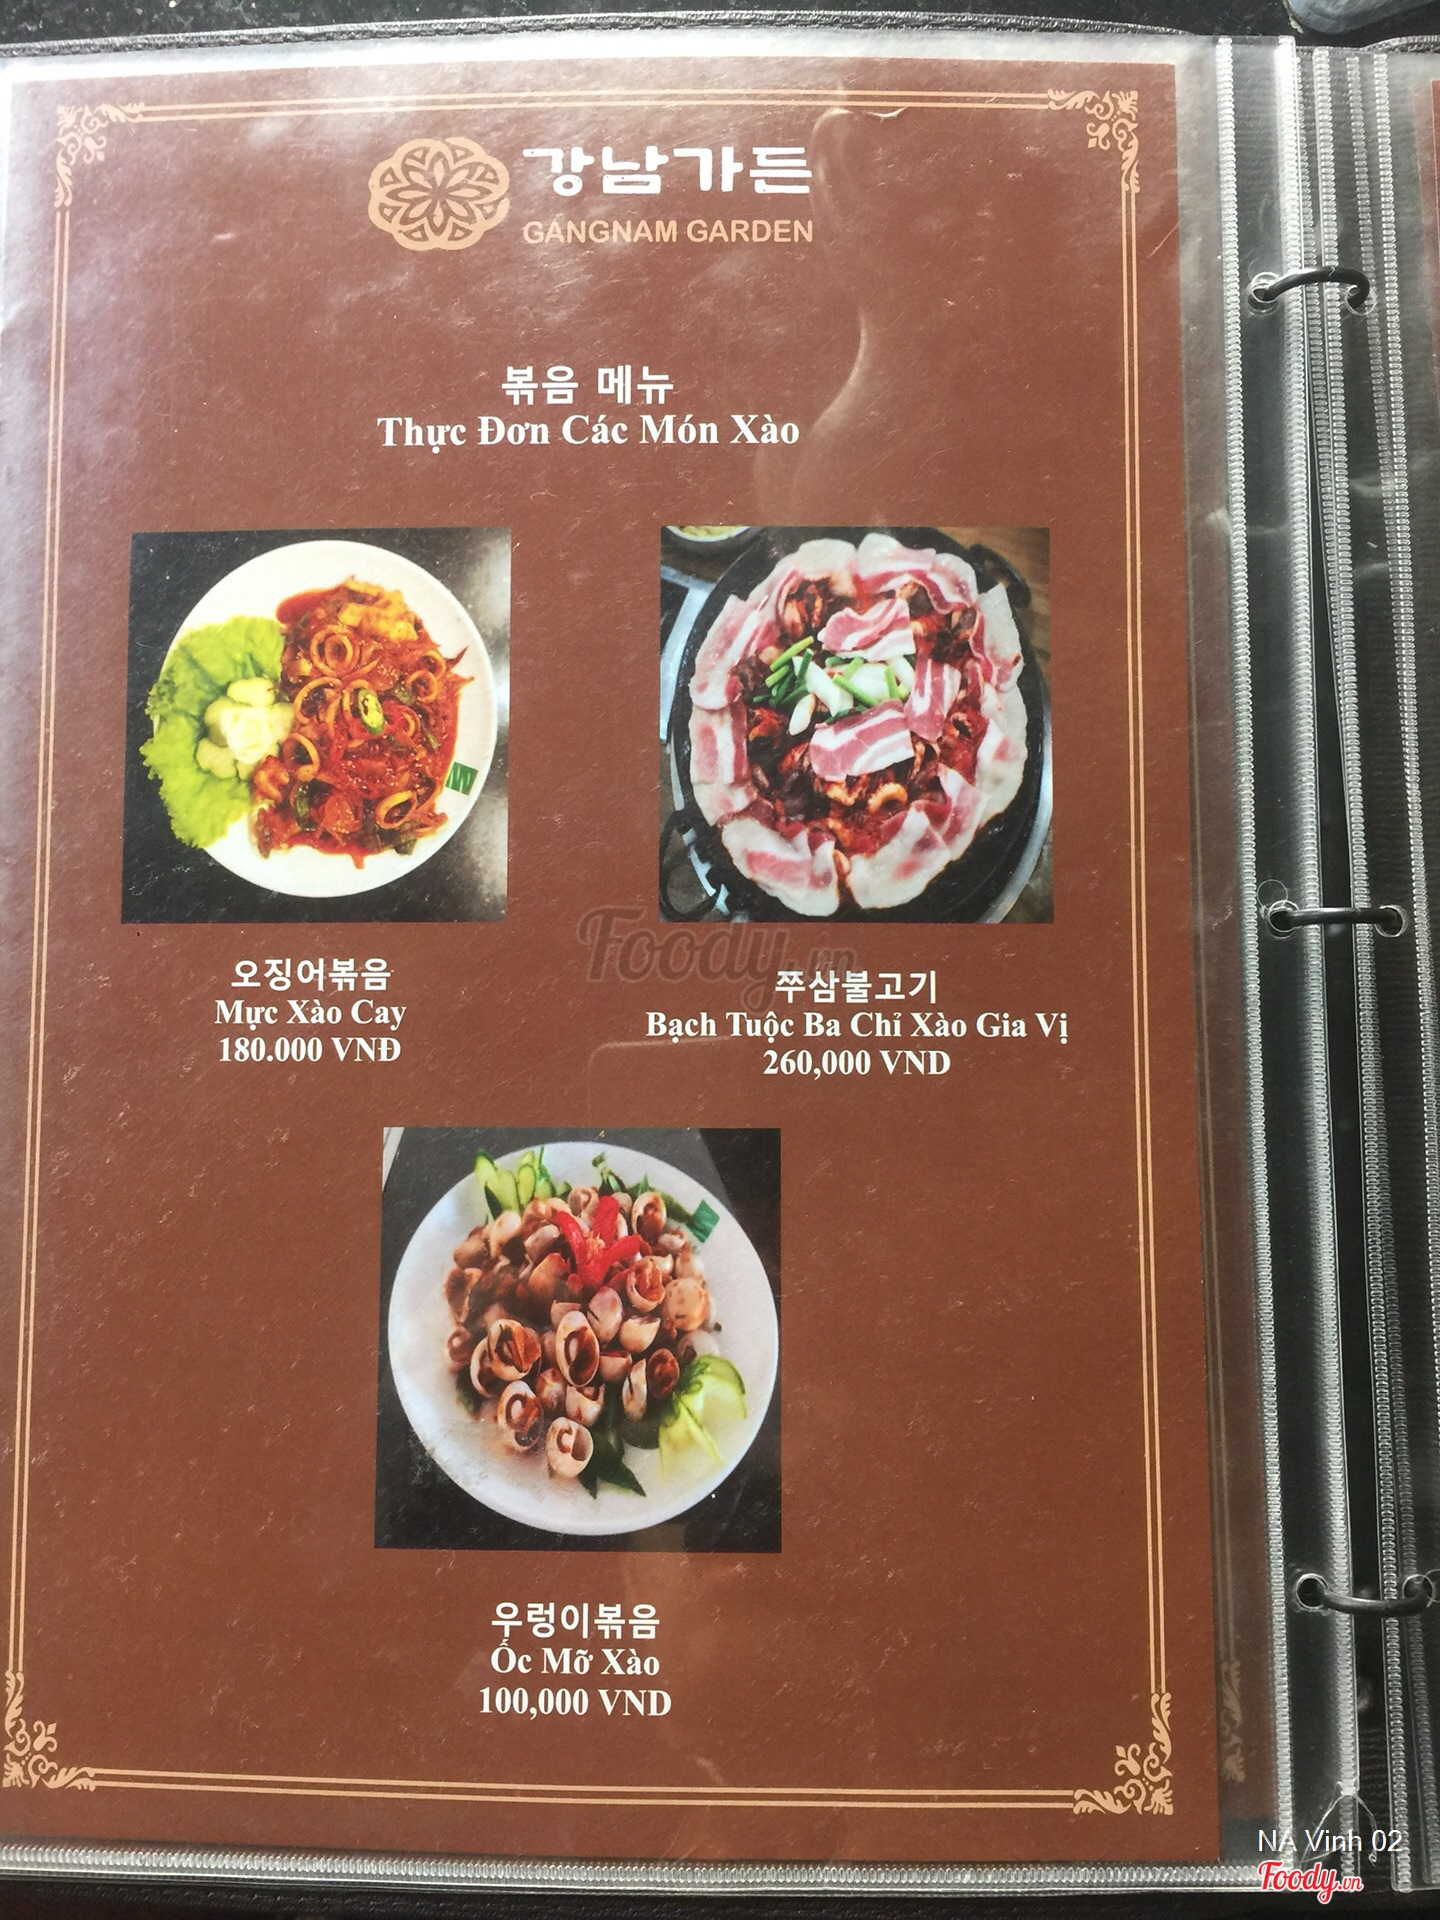 강남가든
GANGNAM GARDEN
볶음 메뉴
Thực Đơn Các Món Xào
오징어볶음
Mực Xào Cay
180.000 VNĐ
Foody.vn
쭈삼불고기
Bạch Tuộc Ba Chỉ Xào Gia Vị
260,000 VND
우렁이볶음
Ốc Mỡ Xào
100,000 VND
NA Vinh 02
Foody.vn